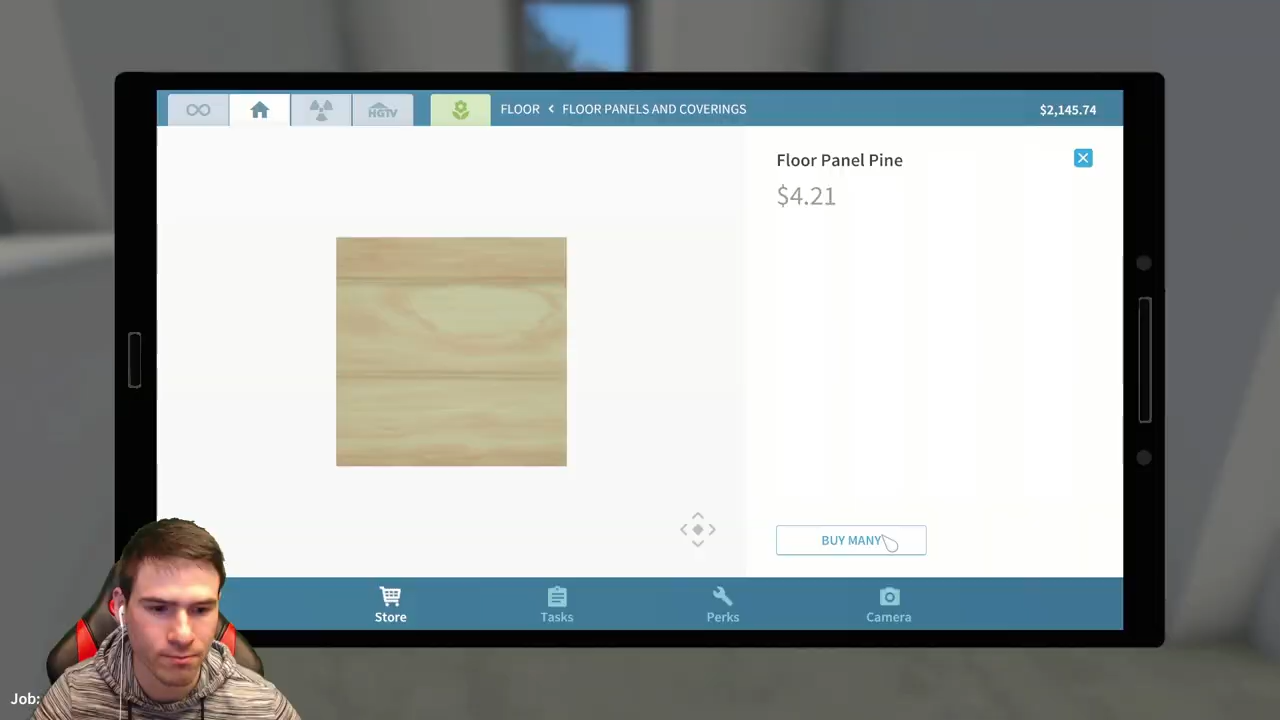 HGTV
FLOOR < FLOOR PANELS AND COVERINGS
$2,145.74
Floor Panel Pine
$4.21
BUY MANY
Store
Tasks
Perks
Camera
Job: